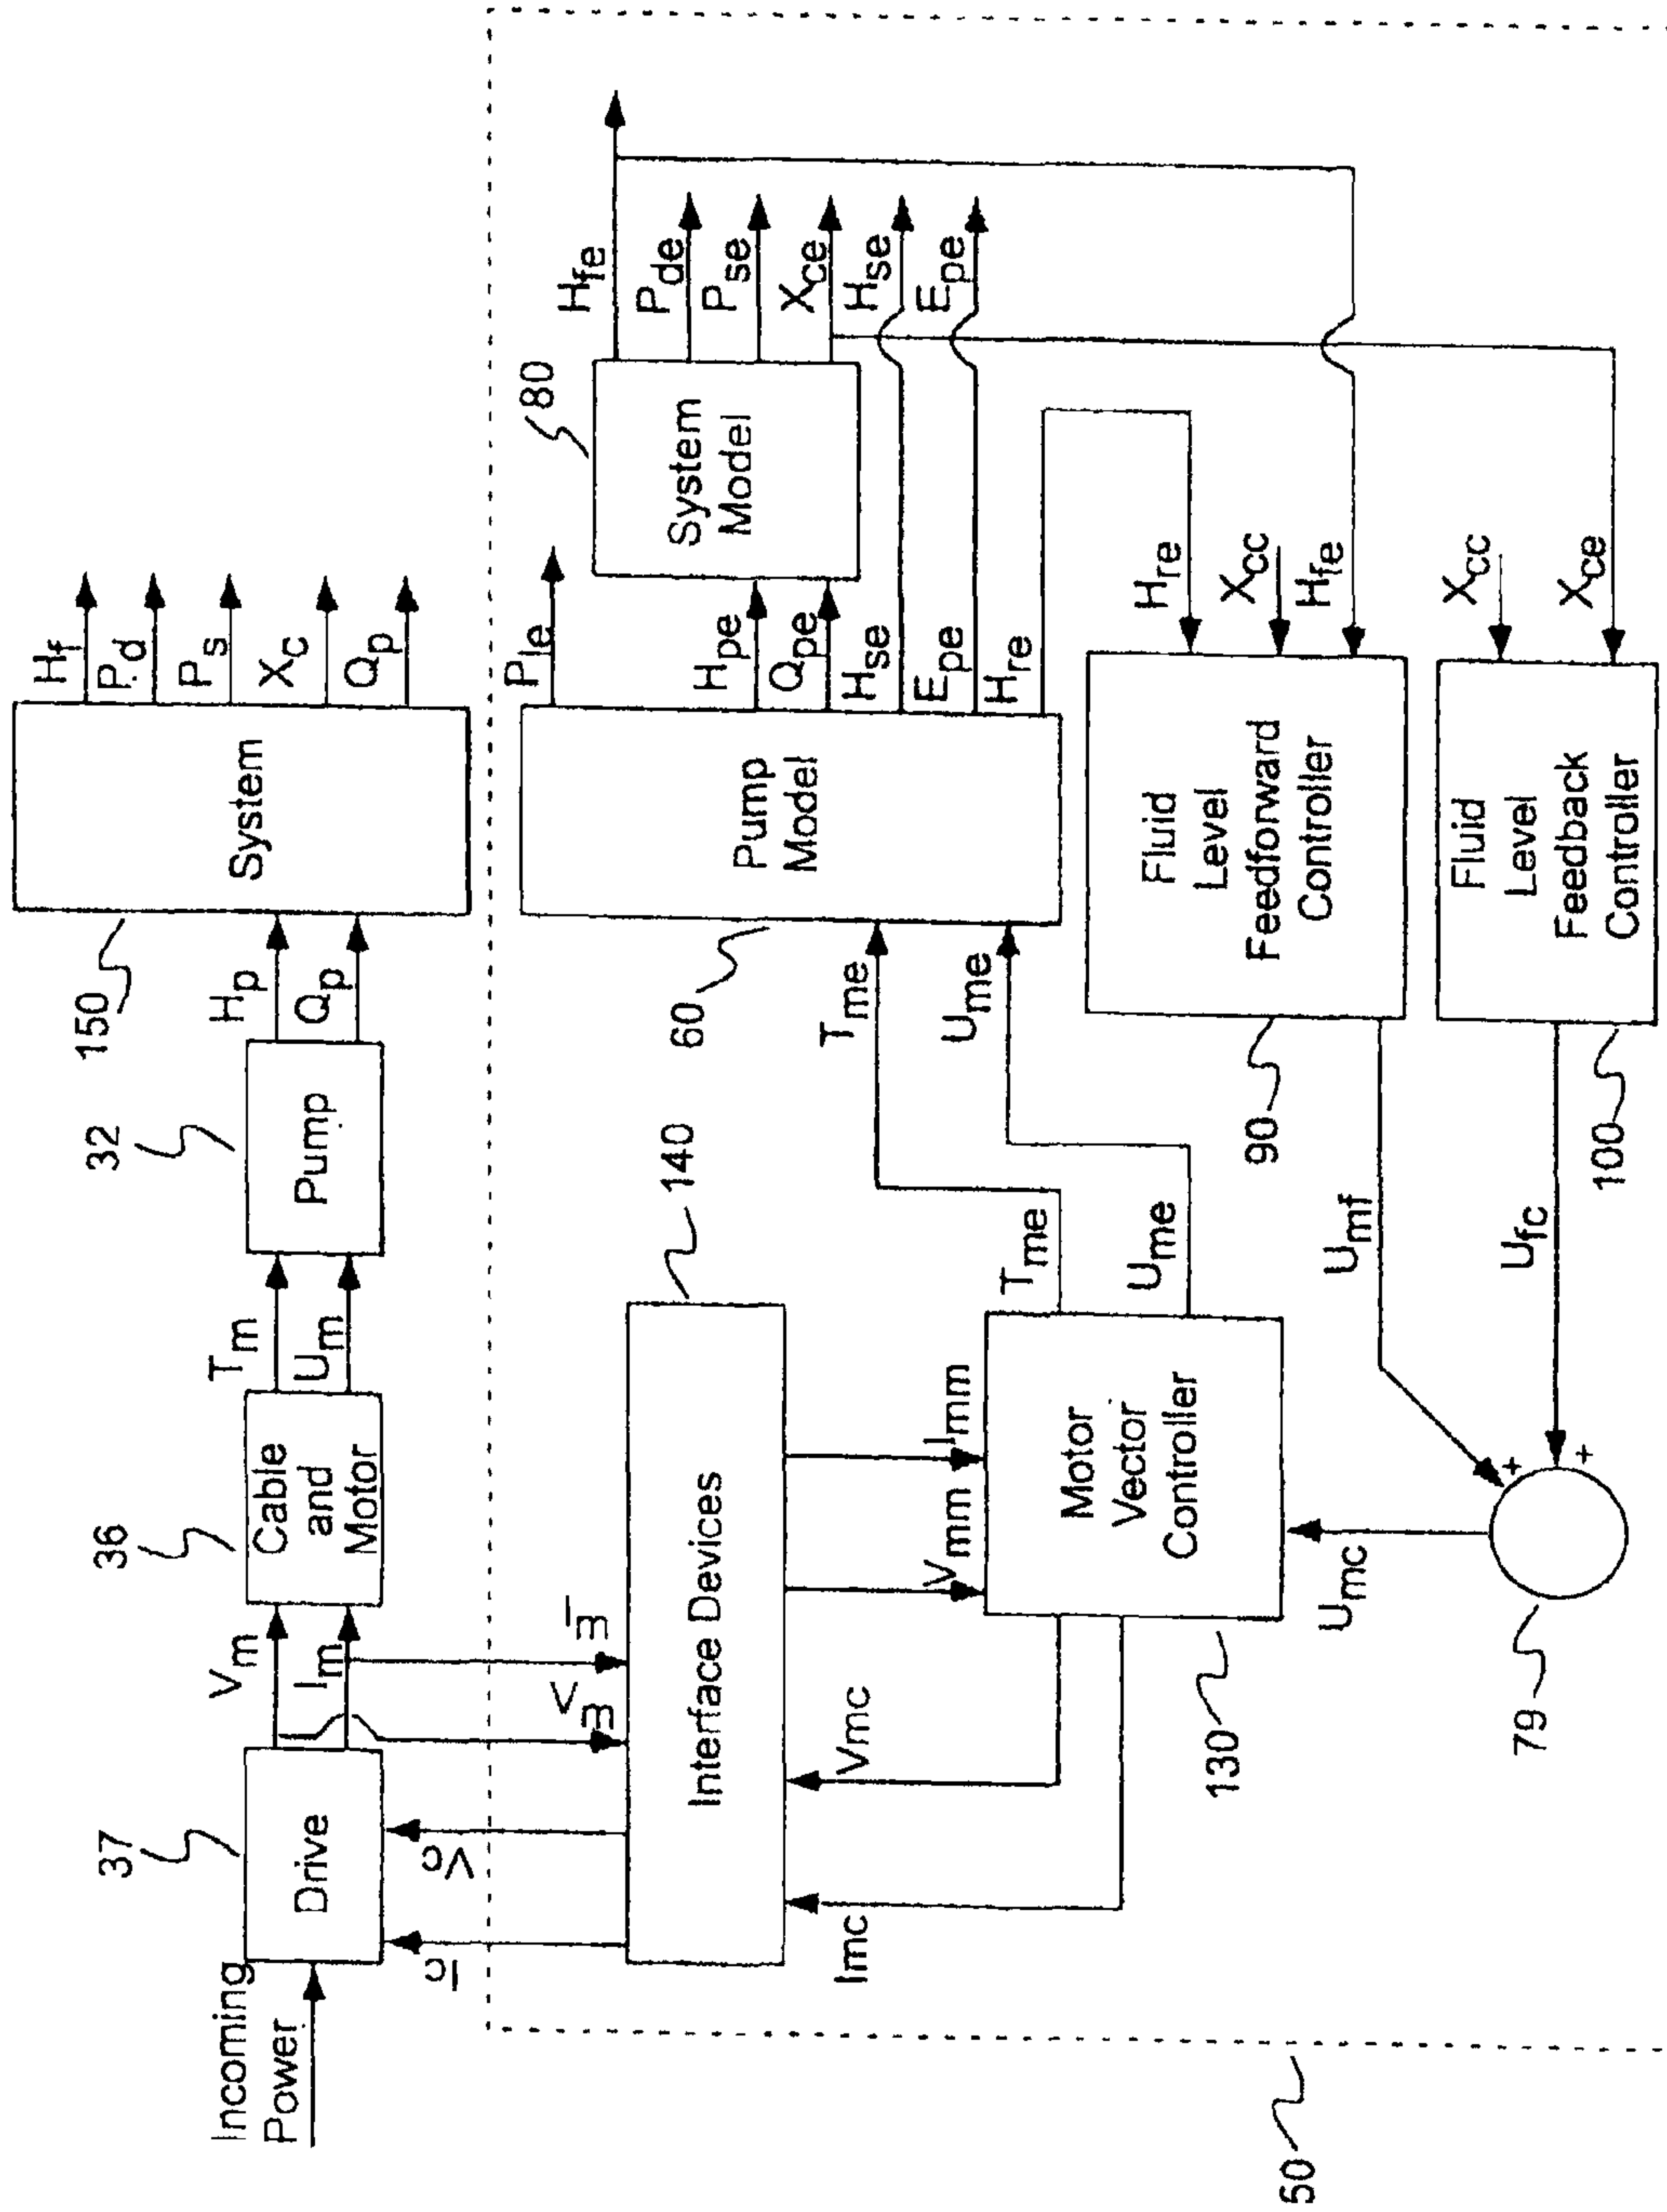 Incoming
Power
37
Drive
Vm
Im
36
Cable
and
Motor
Tm
Um
32
Pump
Hp
Qp
150
System
Hf
Pd
Ps
Xc
Qp
Ic
Vc
Vm
Im
Interface Devices
140
Imc
Vmc
Vmm
Imm
Motor
Vector
Controller
130
Tme
Ume
Tme
Ume
60
Pump
Model
Ple
Hpe
Qpe
Hse
Epe
Hre
80
System
Model
Hfe
Pde
Pse
Xce
Hse
Epe
Hre
Xcc
Hfe
Fluid
Level
Feedforward
Controller
90
Xcc
Xce
Fluid
Level
Feedback
Controller
100
Umf
Ufc
+
+
Umc
79
50